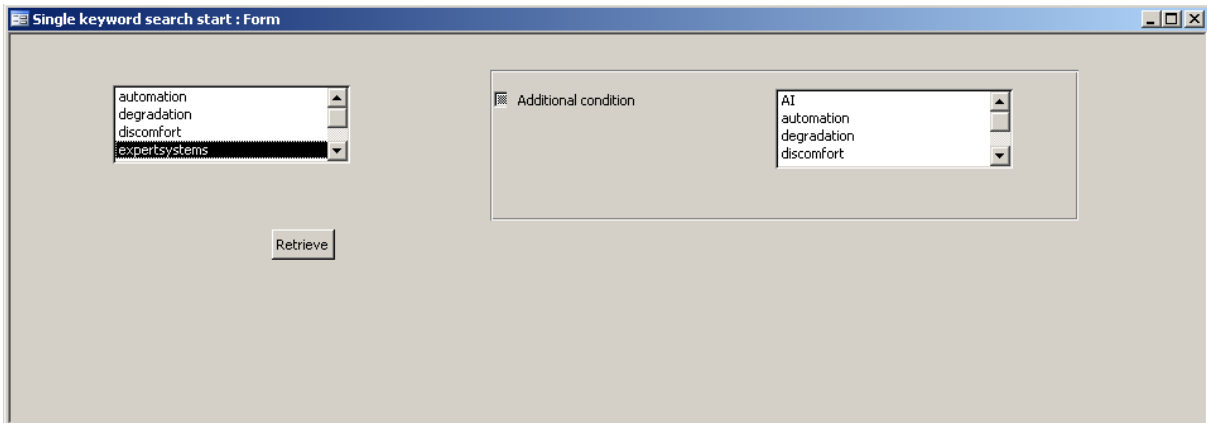 Single keyword search start : Form
automation
degradation
discomfort
expertsystems
Additional condition
AI
automation
degradation
discomfort
Retrieve